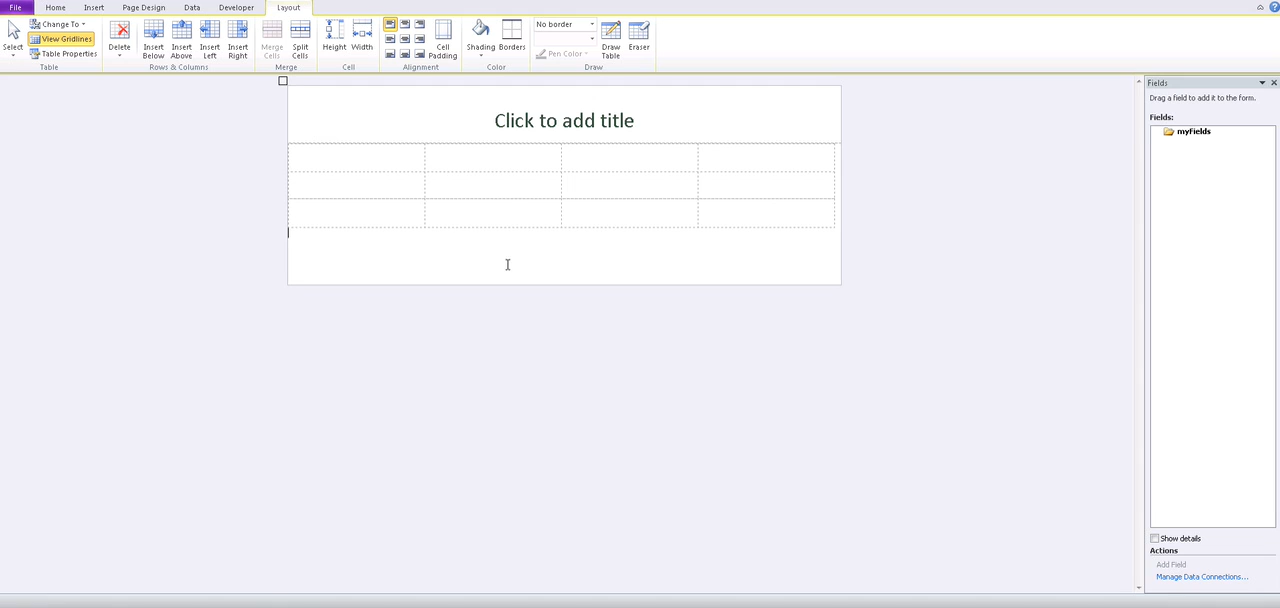 File Home Insert Page Design Data Developer Layout
Select
Change To
View Gridlines
Table Properties
Table
Delete
Insert Below
Insert Above
Insert Left
Insert Right
Rows & Columns
Merge Cells
Split Cells
Merge
Height Width
Cell
Cell Padding
Alignment
Shading Borders
Color
No border
Pen Color
Draw Table
Eraser
Draw
Click to add title
Fields
Drag a field to add it to the form.
Fields:
myFields
Show details
Actions
Add Field
Manage Data Connections...